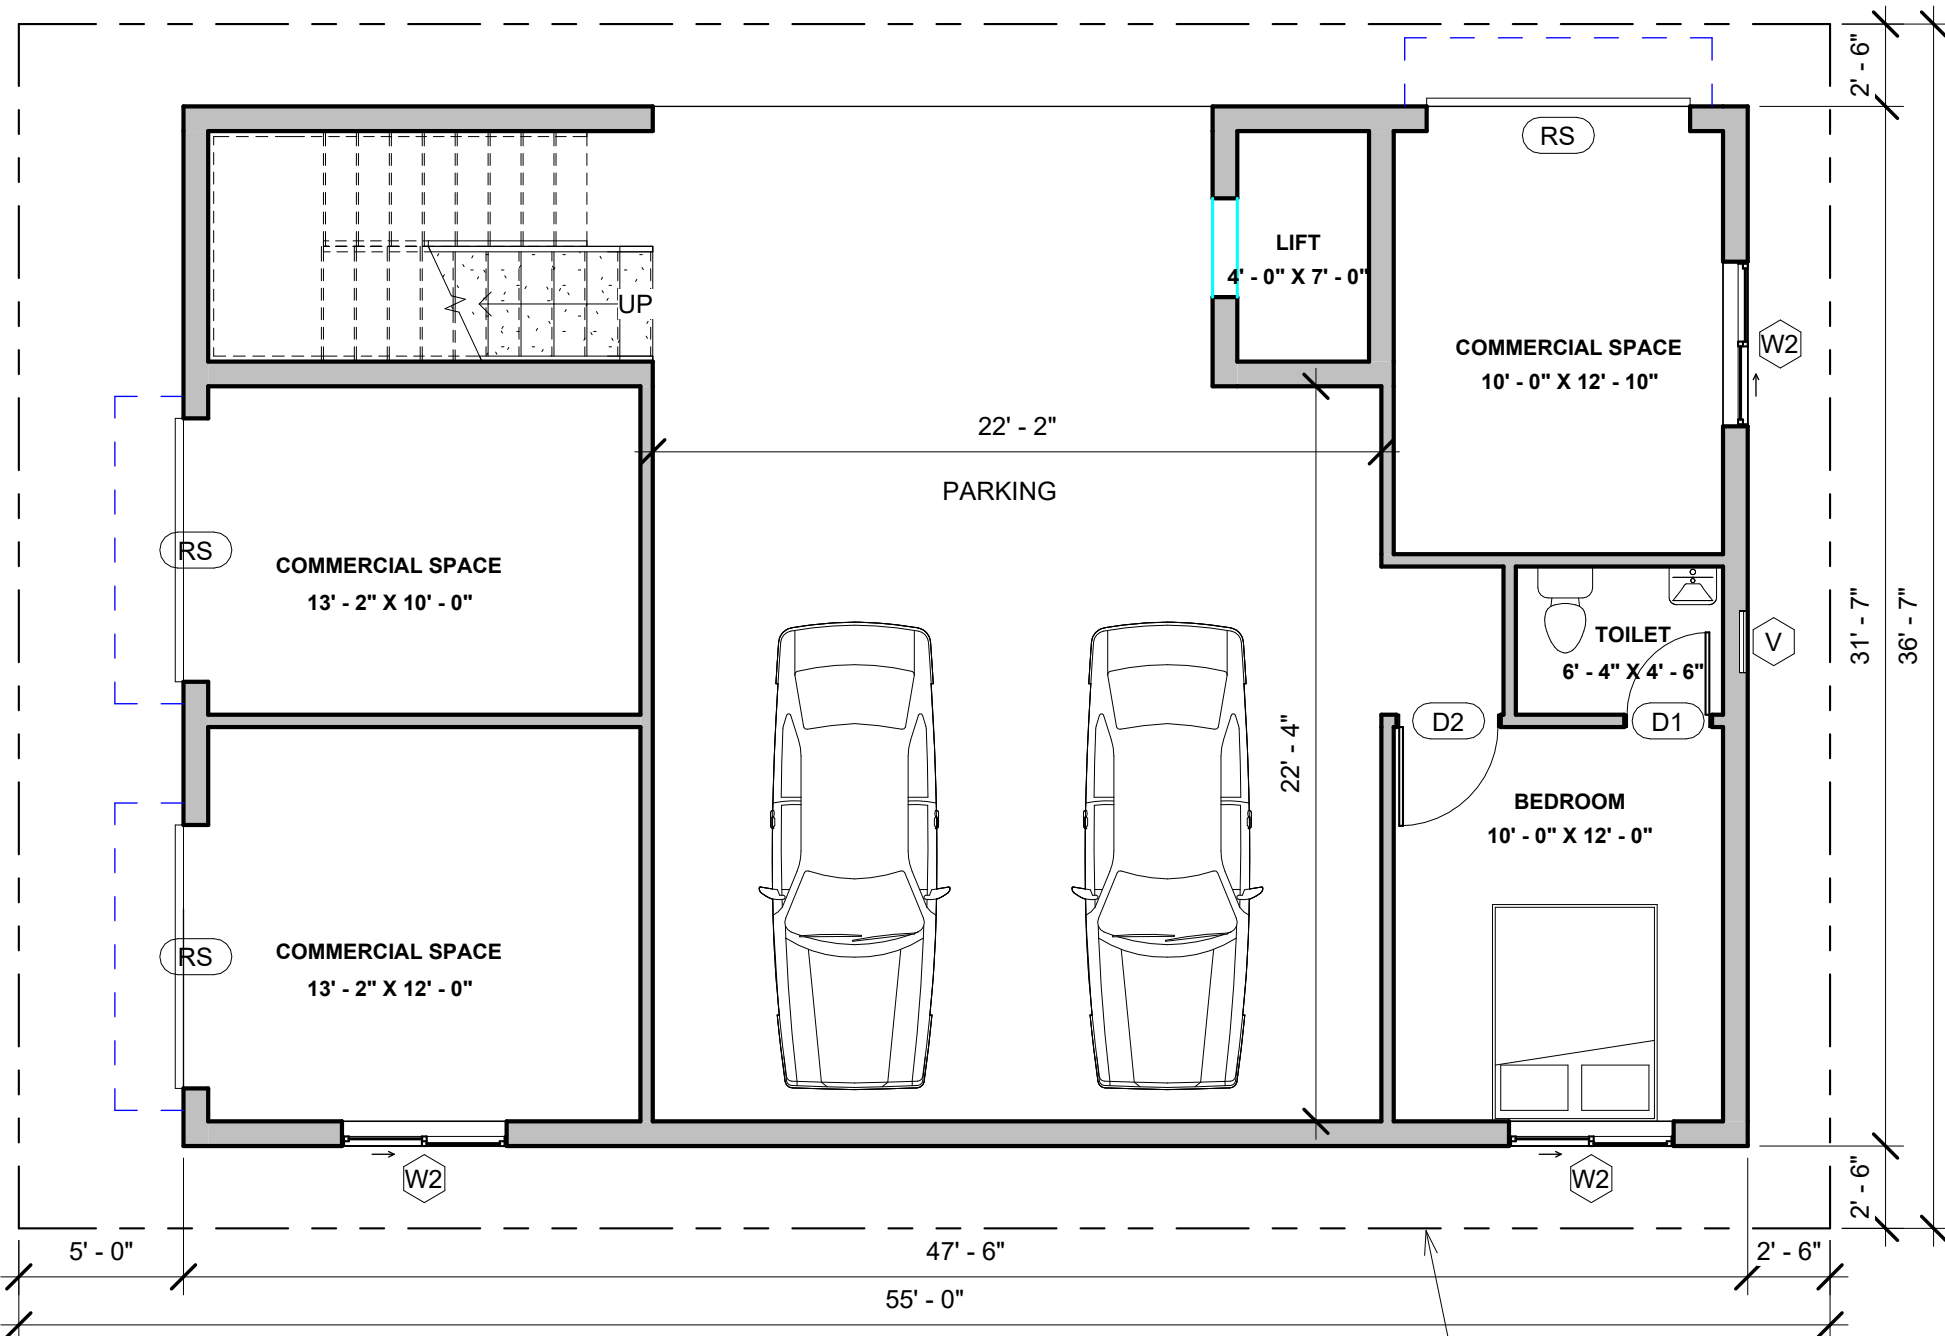 2' - 6"
RS
LIFT
4' - 0" X 7' - 0"
UP
COMMERCIAL SPACE
10' - 0" X 12' - 10"
W2
22' - 2"
PARKING
RS
COMMERCIAL SPACE
13' - 2" X 10' - 0"
TOILET
6' - 4" X 4' - 6"
V
31' - 7"
36' - 7"
D2
D1
22' - 4"
BEDROOM
10' - 0" X 12' - 0"
RS
COMMERCIAL SPACE
13' - 2" X 12' - 0"
W2
W2
2' - 6"
5' - 0"
47' - 6"
2' - 6"
55' - 0"